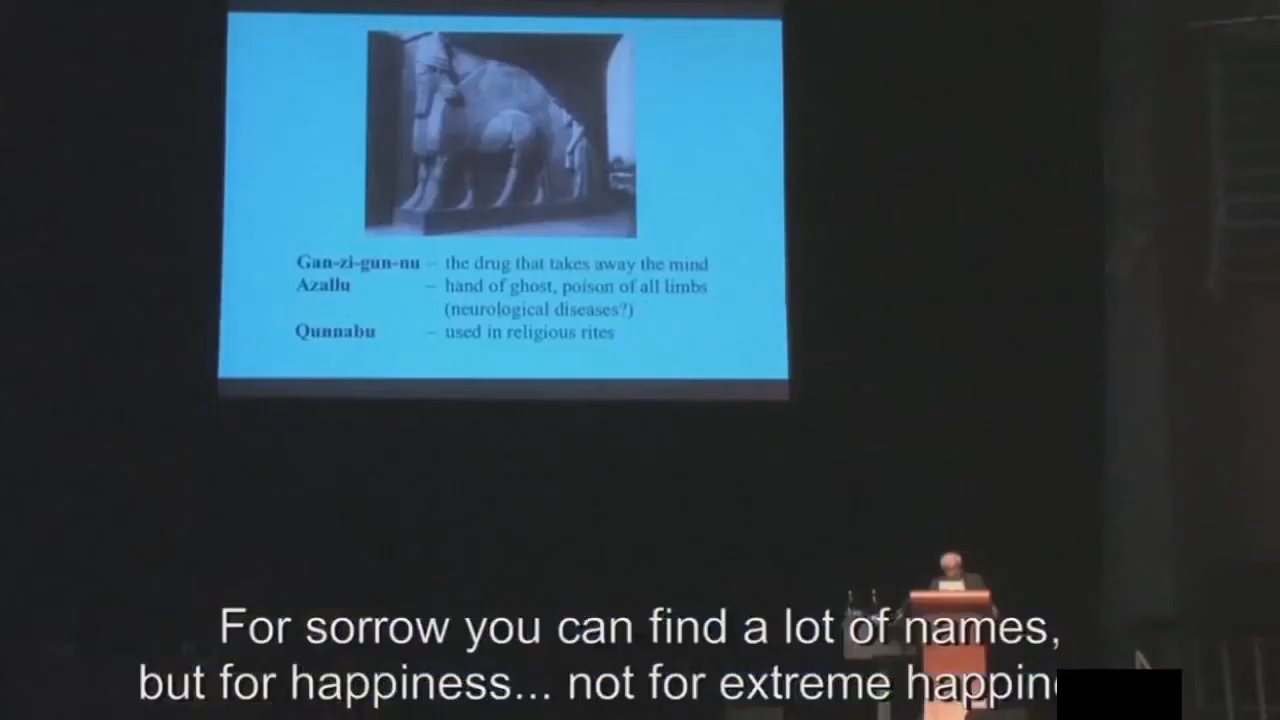 Gan-zi-gun-nu – the drug that takes away the mind
Azallu – hand of ghost, poison of all limbs
(neurological diseases?)
Qunnabu – used in religious rites
For sorrow you can find a lot of names,
but for happiness... not for extreme